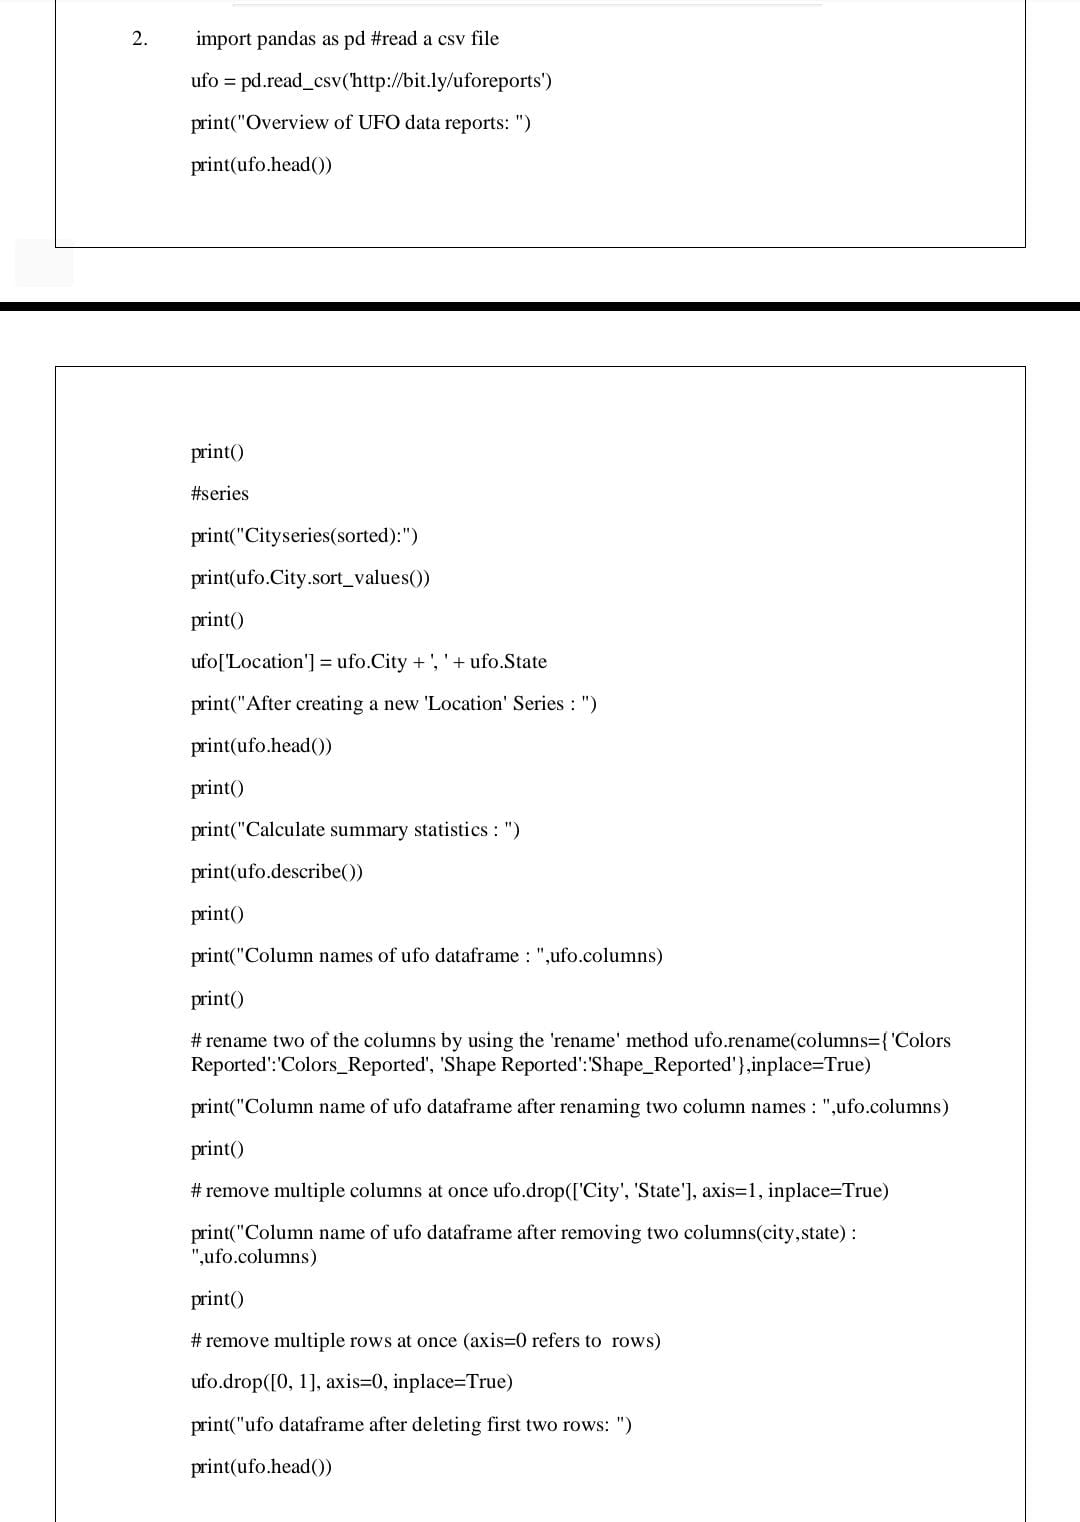 2. import pandas as pd #read a csv file
ufo = pd.read_csv('http://bit.ly/uforeports')
print("Overview of UFO data reports: ")
print(ufo.head())
print()
#series
print("Cityseries(sorted):")
print(ufo.City.sort_values())
print()
ufo['Location'] = ufo.City + ', ' + ufo.State
print("After creating a new 'Location' Series : ")
print(ufo.head())
print()
print("Calculate summary statistics : ")
print(ufo.describe())
print()
print("Column names of ufo dataframe : ",ufo.columns)
print()
# rename two of the columns by using the 'rename' method ufo.rename(columns={'Colors
Reported':'Colors_Reported', 'Shape Reported':'Shape_Reported'},inplace=True)
print("Column name of ufo dataframe after renaming two column names : ",ufo.columns)
print()
# remove multiple columns at once ufo.drop(['City', 'State'], axis=1, inplace=True)
print("Column name of ufo dataframe after removing two columns(city,state) :
",ufo.columns)
print()
# remove multiple rows at once (axis=0 refers to rows)
ufo.drop([0, 1], axis=0, inplace=True)
print("ufo dataframe after deleting first two rows: ")
print(ufo.head())